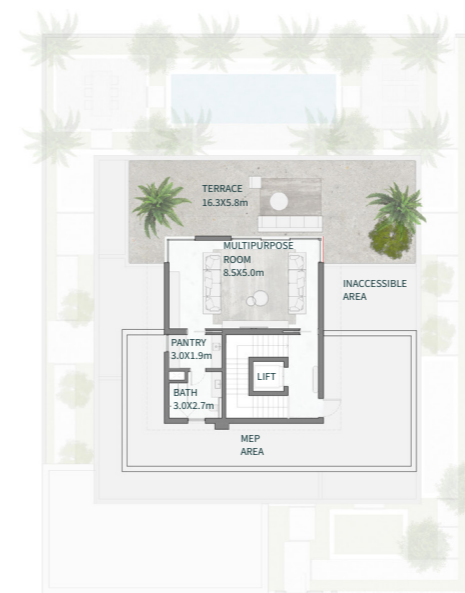 TERRACE
16.3X5.8m
MULTIPURPOSE
ROOM
8.5X5.0m
INACCESSIBLE
AREA
PANTRY
3.0X1.9m
LIFT
BATH
3.0X2.7m
MEP
AREA